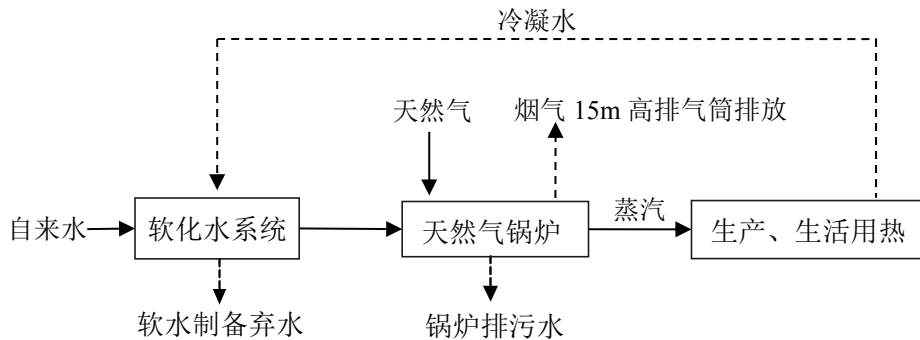 冷凝水
天然气
烟气 15m 高排气筒排放
自来水
软化水系统
天然气锅炉
蒸汽
生产、生活用热
软水制备弃水
锅炉排污水